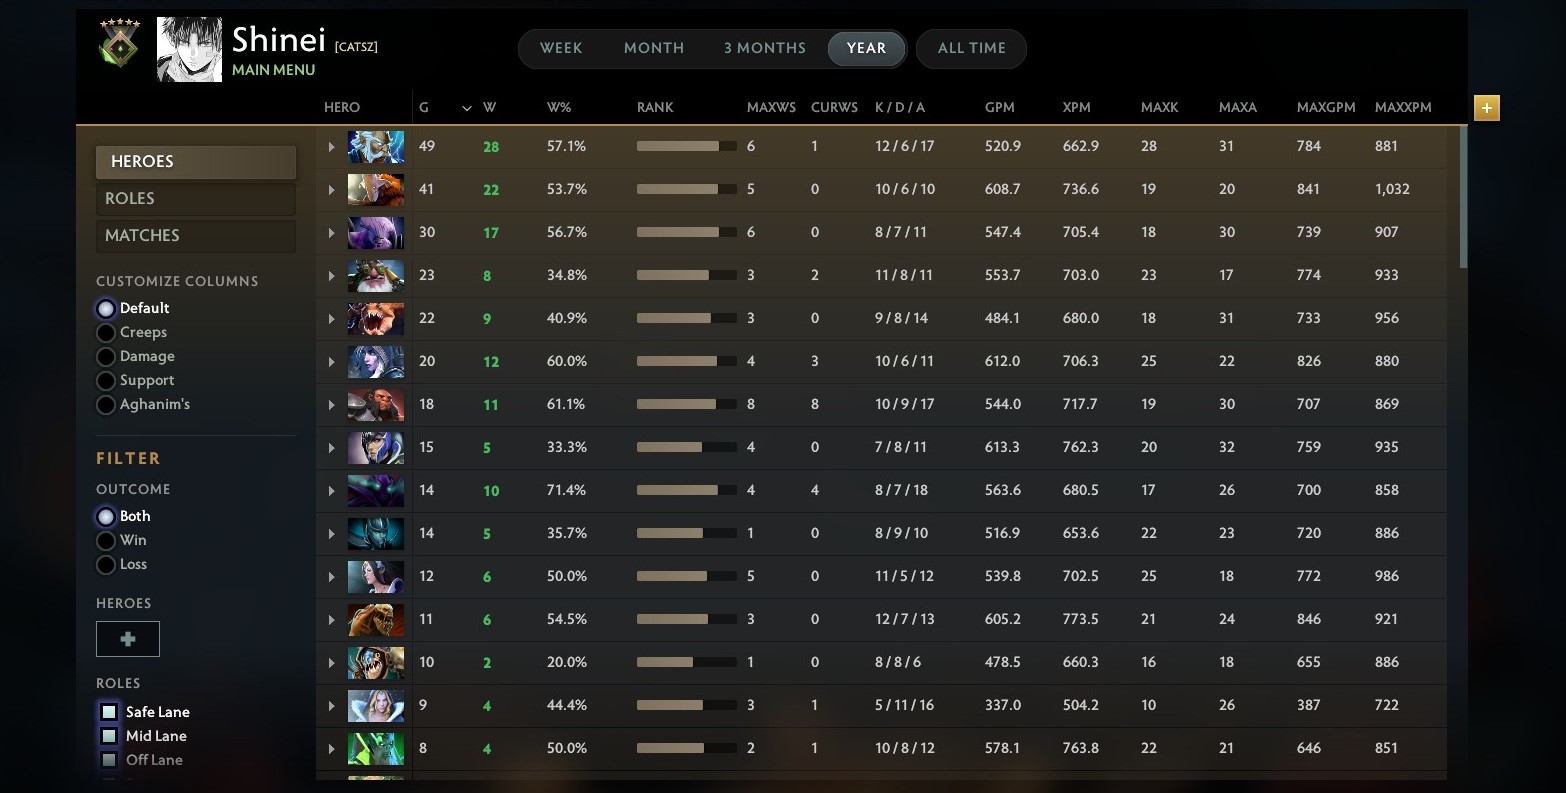 Shinei [CATSZ]
MAIN MENU
WEEK MONTH 3 MONTHS YEAR ALL TIME
HERO G W W% RANK MAXWS CURWS K / D / A GPM XPM MAXK MAXA MAXGPM MAXXPM
49 28 57.1% 6 1 12 / 6 / 17 520.9 662.9 28 31 784 881
41 22 53.7% 5 0 10 / 6 / 10 608.7 736.6 19 20 841 1,032
30 17 56.7% 6 0 8 / 7 / 11 547.4 705.4 18 30 739 907
23 8 34.8% 3 2 11 / 8 / 11 553.7 703.0 23 17 774 933
22 9 40.9% 3 0 9 / 8 / 14 484.1 680.0 18 31 733 956
20 12 60.0% 4 3 10 / 6 / 11 612.0 706.3 25 22 826 880
18 11 61.1% 8 8 10 / 9 / 17 544.0 717.7 19 30 707 869
15 5 33.3% 4 0 7 / 8 / 11 613.3 762.3 20 32 759 935
14 10 71.4% 4 4 8 / 7 / 18 563.6 680.5 17 26 700 858
14 5 35.7% 1 0 8 / 9 / 10 516.9 653.6 22 23 720 886
12 6 50.0% 5 0 11 / 5 / 12 539.8 702.5 25 18 772 986
11 6 54.5% 3 0 12 / 7 / 13 605.2 773.5 21 24 846 921
10 2 20.0% 1 0 8 / 8 / 6 478.5 660.3 16 18 655 886
9 4 44.4% 3 1 5 / 11 / 16 337.0 504.2 10 26 387 722
8 4 50.0% 2 1 10 / 8 / 12 578.1 763.8 22 21 646 851
HEROES
ROLES
MATCHES
CUSTOMIZE COLUMNS
Default
Creeps
Damage
Support
Aghanim's
FILTER
OUTCOME
Both
Win
Loss
HEROES
ROLES
Safe Lane
Mid Lane
Off Lane